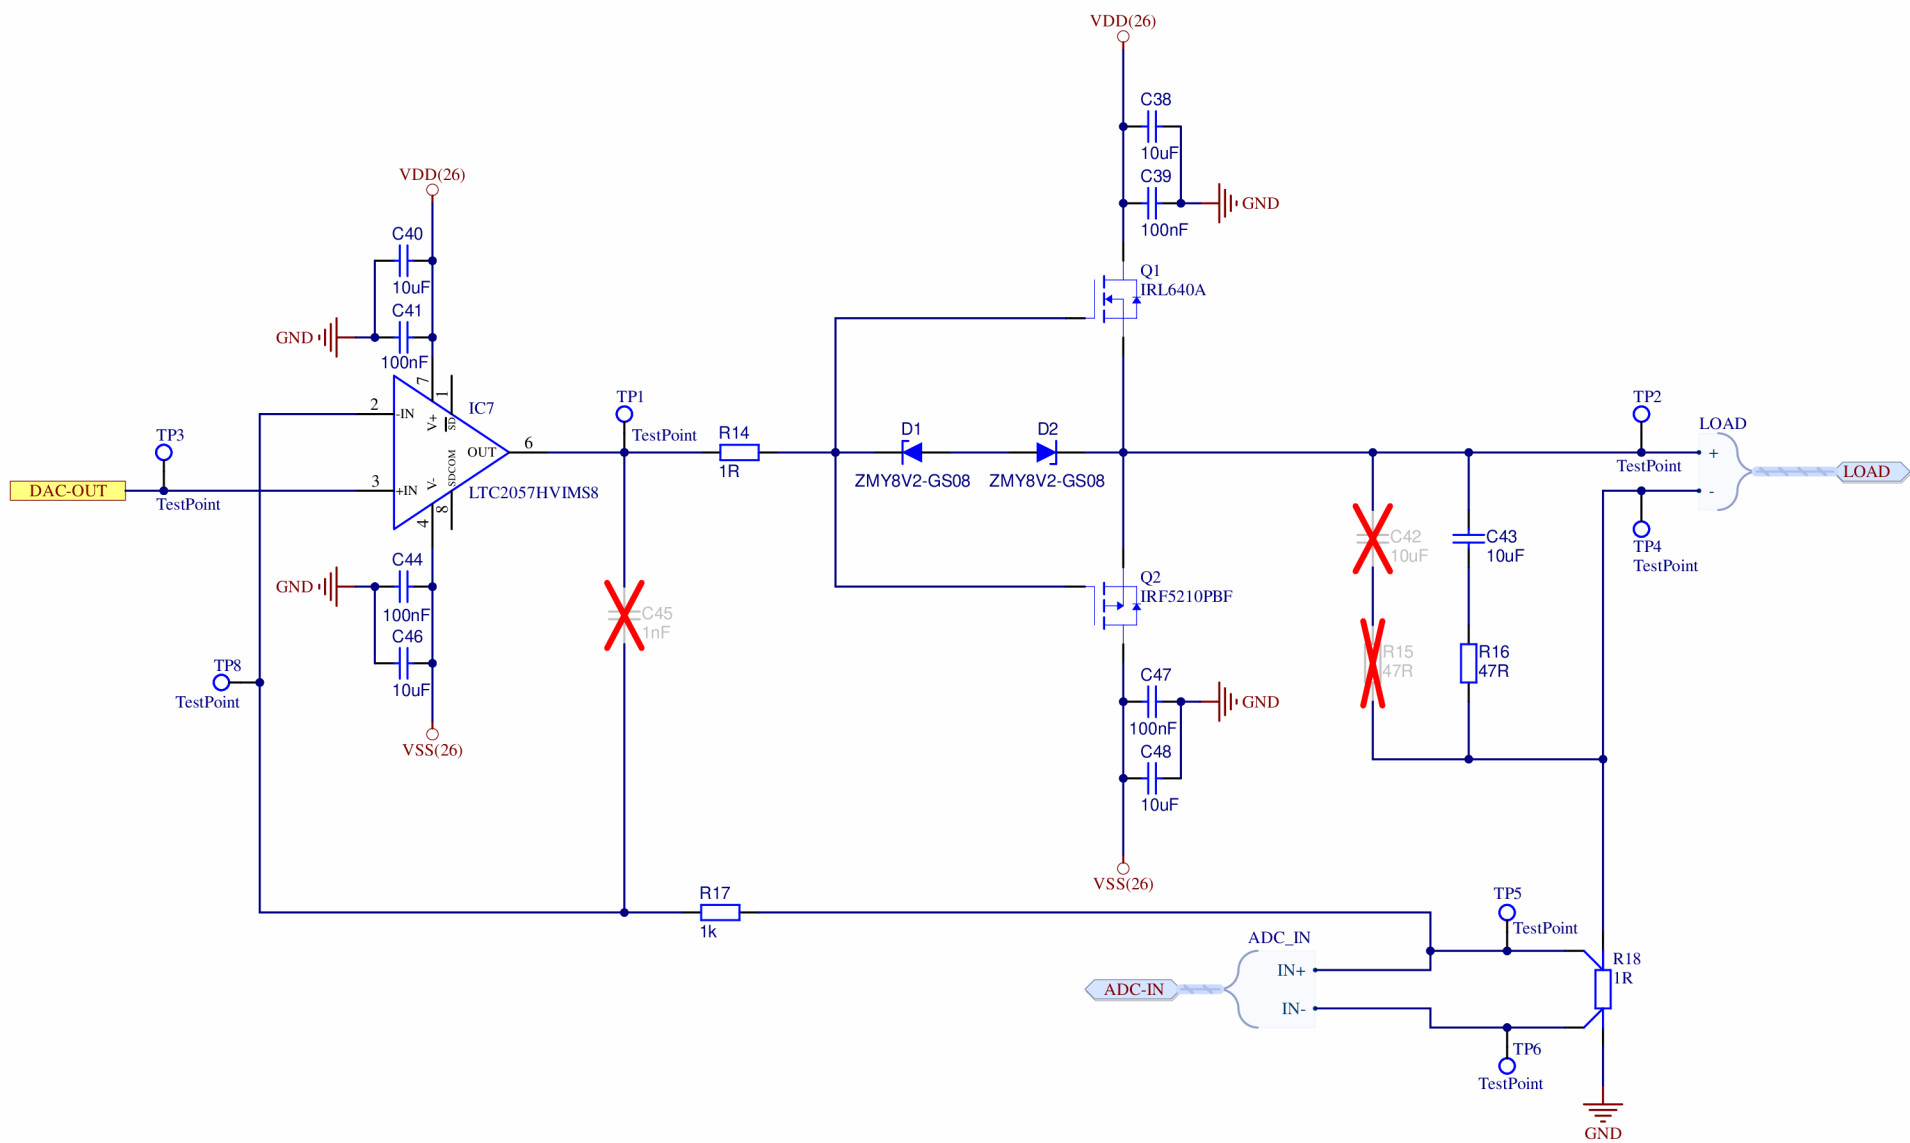 VDD(26)
C38
10uF
C39
GND
100nF
VDD(26)
C40
10uF
C41
GND
100nF
Q1
IRL640A
7
1
2
-IN
V+
SD
IC7
TP1
TestPoint
TP3
TestPoint
DAC-OUT
3
+IN
V-
SDCOM
OUT
6
LTC2057HVIMS8
4
8
R14
1R
D1
ZMY8V2-GS08
D2
ZMY8V2-GS08
TP2
TestPoint
LOAD
+
-
LOAD
TP4
TestPoint
C42
10uF
C43
10uF
C44
GND
100nF
C46
10uF
VSS(26)
TP8
TestPoint
C45
1nF
Q2
IRF5210PBF
R15
47R
R16
47R
C47
GND
100nF
C48
10uF
VSS(26)
R17
1k
TP5
TestPoint
ADC_IN
IN+
IN-
ADC-IN
R18
1R
TP6
TestPoint
GND